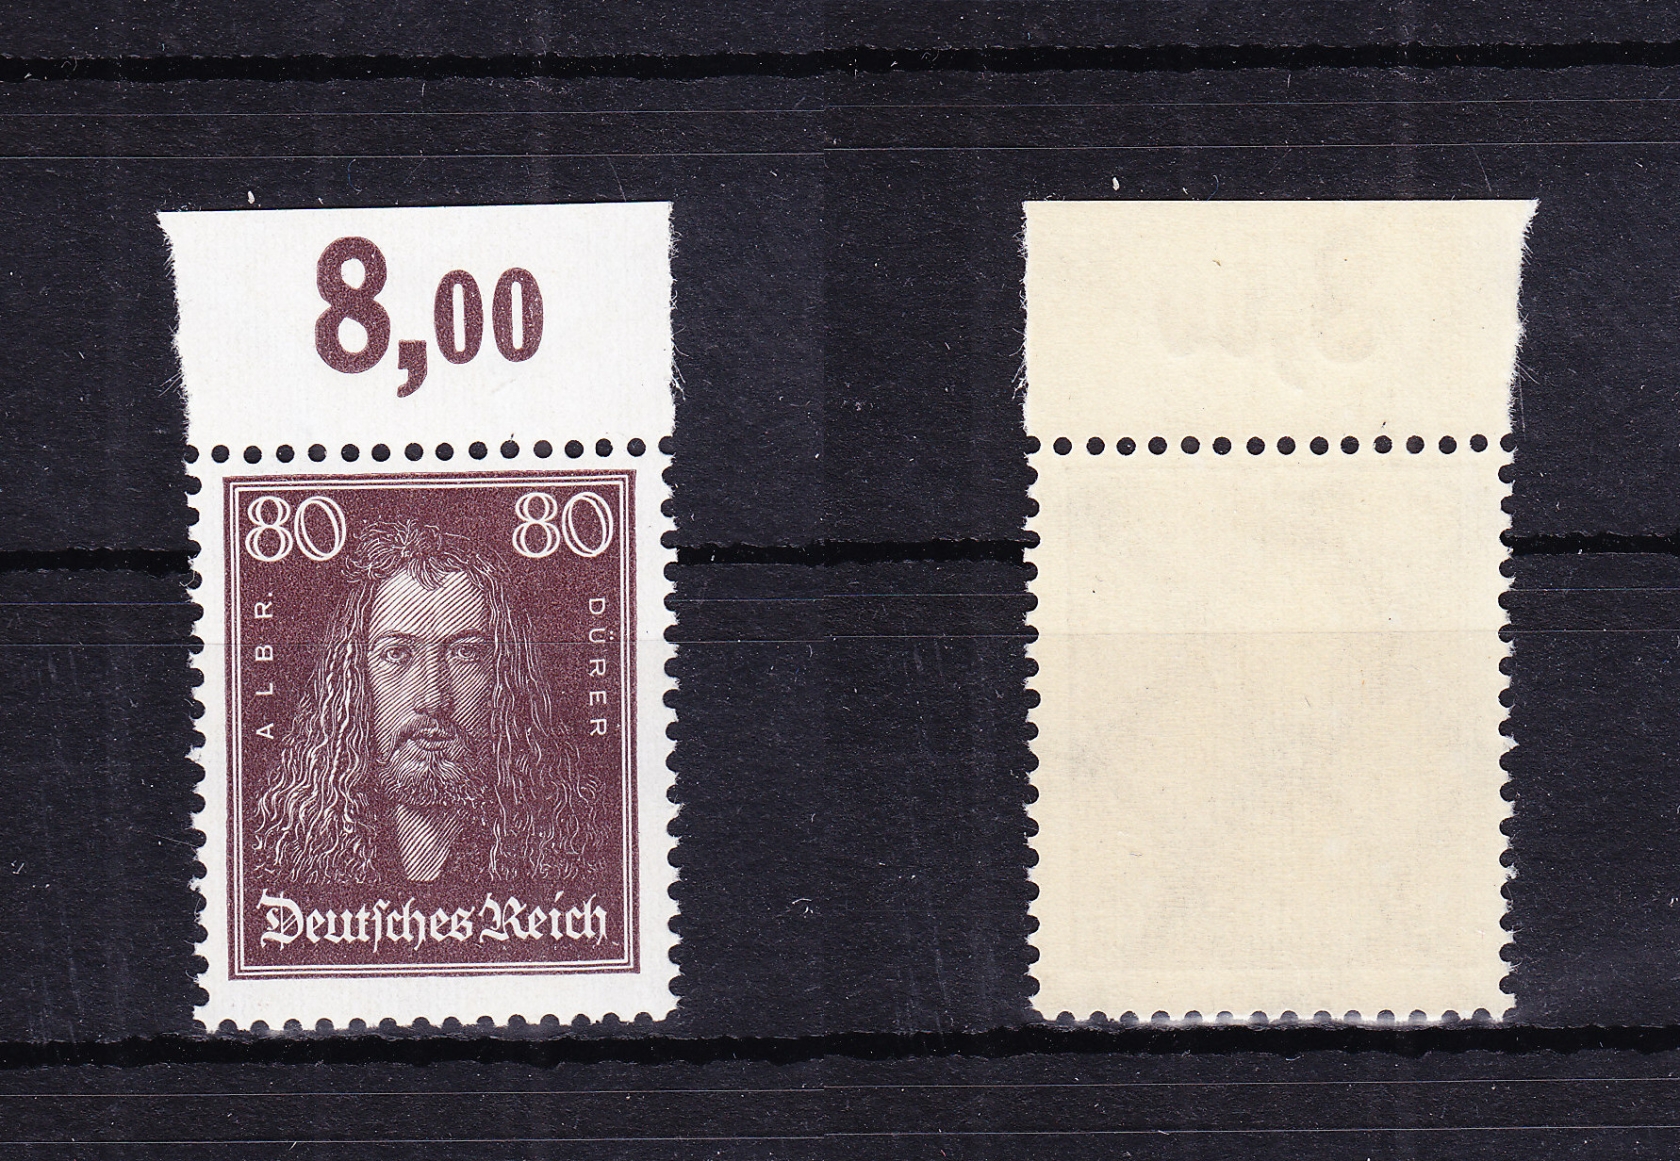 8,00
80 80
ALBR. DÜRER
Deutſches Reich